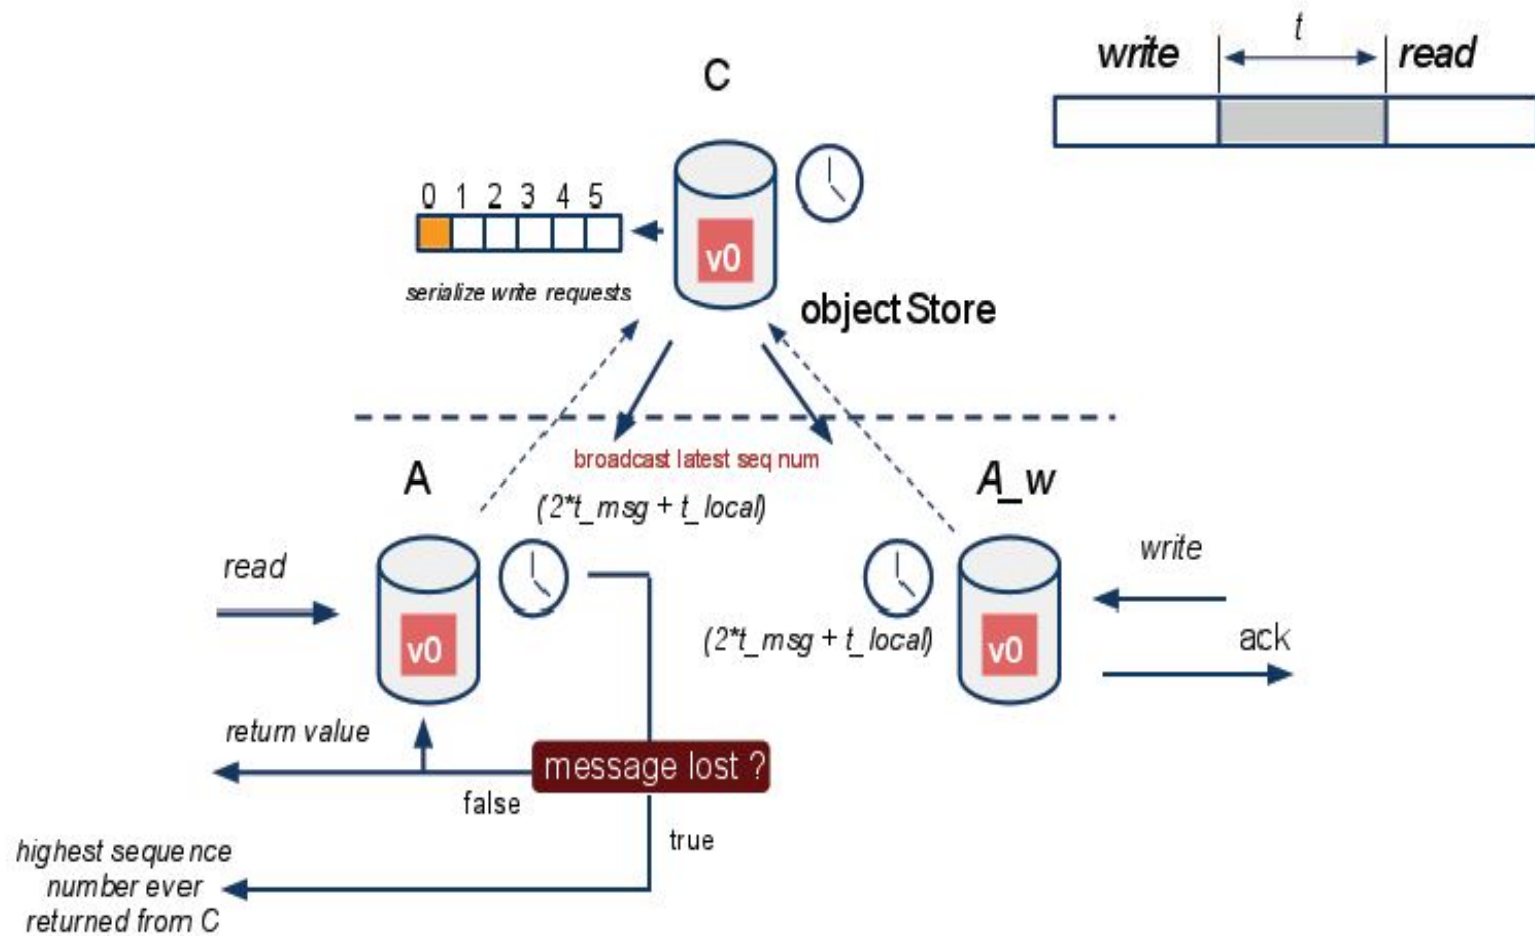 t
write
read
C
0 1 2 3 4 5
v0
serialize write requests
objectStore
broadcast latest seq num
A
A_w
(2*t_msg + t_local)
read
write
v0
(2*t_msg + t_local)
v0
ack
return value
message lost ?
false
true
highest sequence
number ever
returned from C